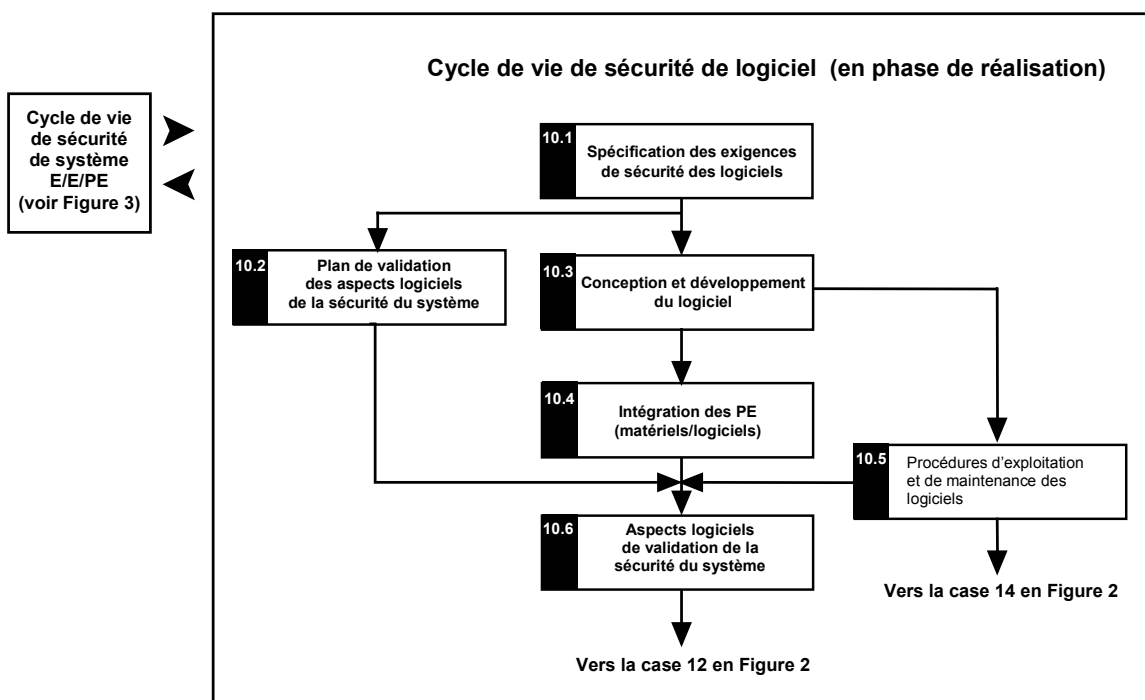 Cycle de vie de sécurité de logiciel (en phase de réalisation)
Cycle de vie
de sécurité
de système
E/E/PE
(voir Figure 3)
10.1
Spécification des exigences
de sécurité des logiciels
10.2
Plan de validation
des aspects logiciels
de la sécurité du système
10.3
Conception et développement
du logiciel
10.4
Intégration des PE
(matériels/logiciels)
10.5
Procédures d'exploitation
et de maintenance des
logiciels
10.6
Aspects logiciels
de validation de la
sécurité du système
Vers la case 14 en Figure 2
Vers la case 12 en Figure 2